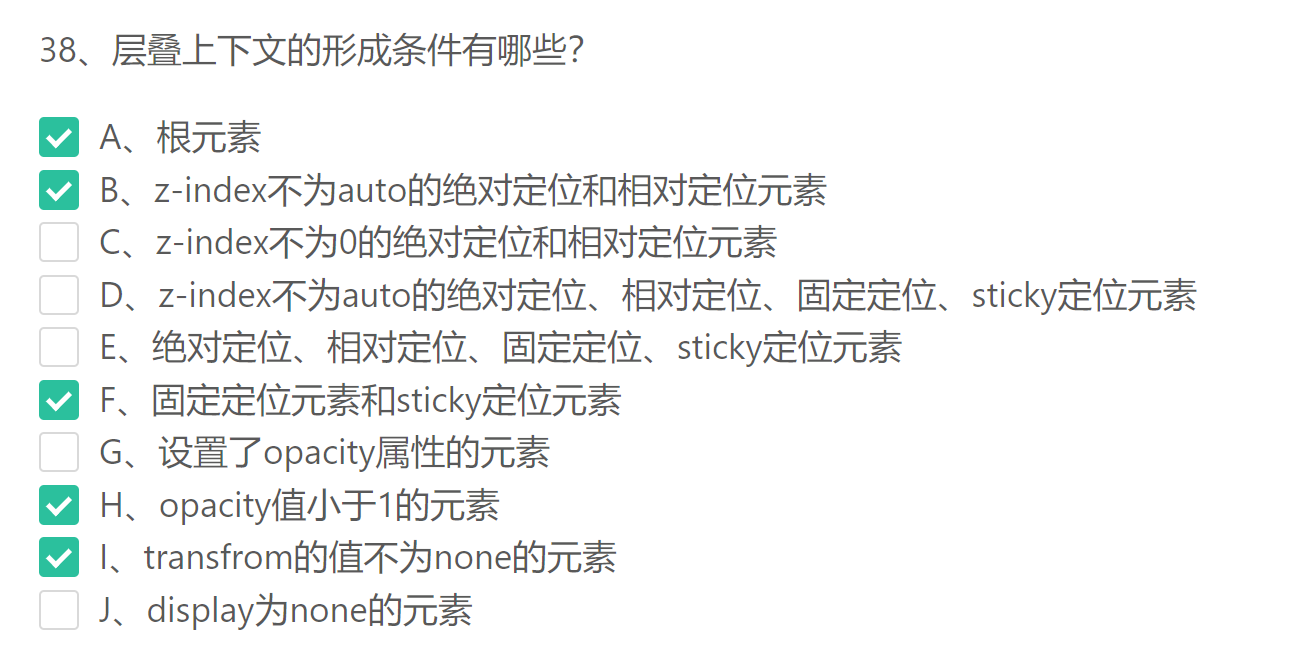 38、层叠上下文的形成条件有哪些?
A、根元素
B、z-index不为auto的绝对定位和相对定位元素
C、z-index不为0的绝对定位和相对定位元素
D、z-index不为auto的绝对定位、相对定位、固定定位、sticky定位元素
E、绝对定位、相对定位、固定定位、sticky定位元素
F、固定定位元素和sticky定位元素
G、设置了opacity属性的元素
H、opacity值小于1的元素
I、transfrom的值不为none的元素
J、display为none的元素